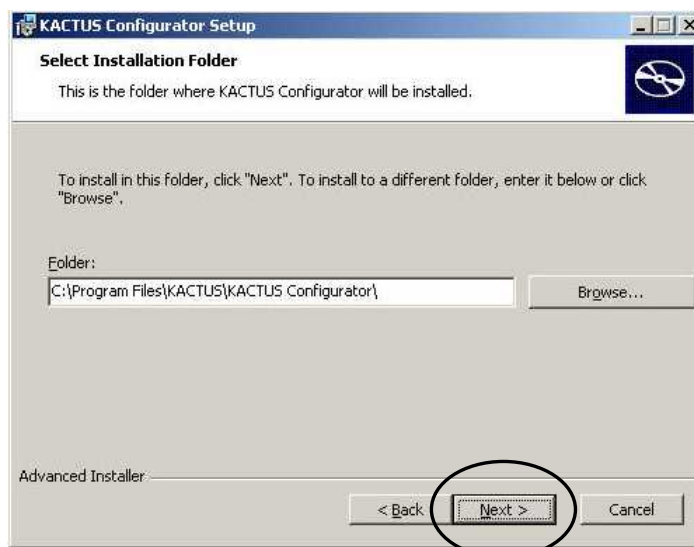 KACTUS Configurator Setup
Select Installation Folder
This is the folder where KACTUS Configurator will be installed.
To install in this folder, click "Next". To install to a different folder, enter it below or click
"Browse".
Folder:
C:\Program Files\KACTUS\KACTUS Configurator\
Browse...
Advanced Installer
< Back
Next >
Cancel